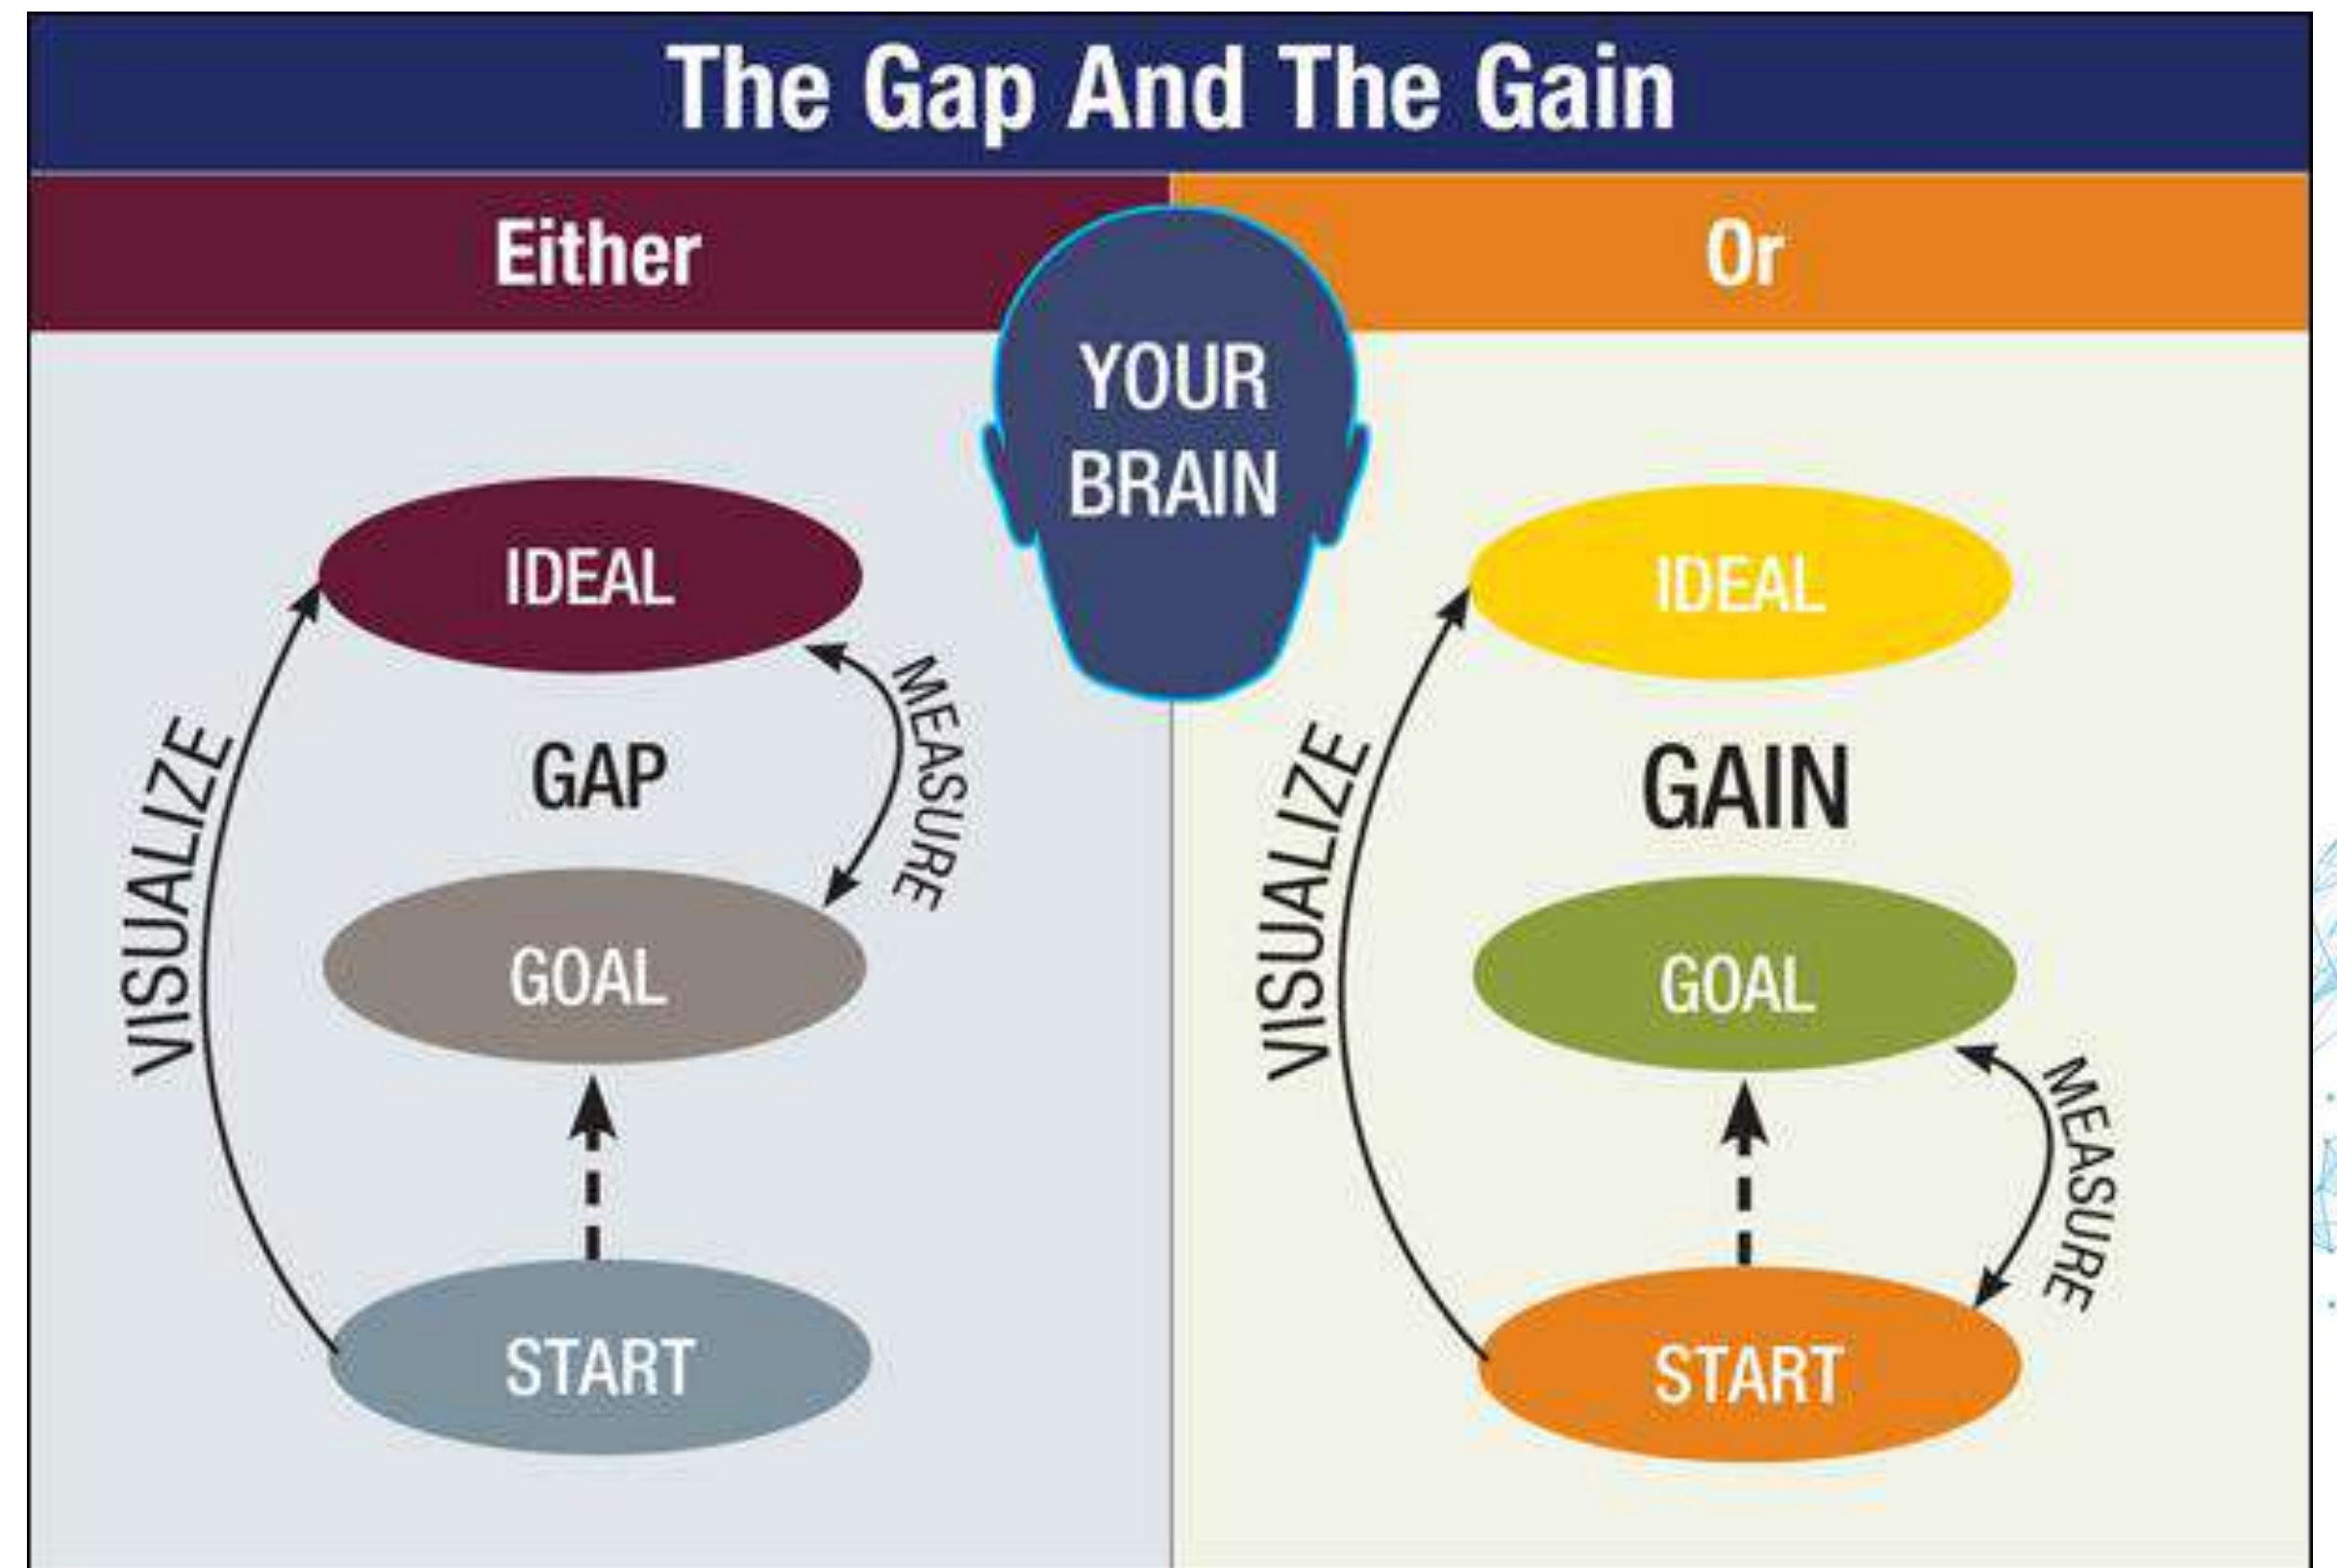 The Gap And The Gain
Either
Or
YOUR
BRAIN
IDEAL
VISUALIZE
MEASURE
GAP
GOAL
START
IDEAL
VISUALIZE
GAIN
GOAL
MEASURE
START